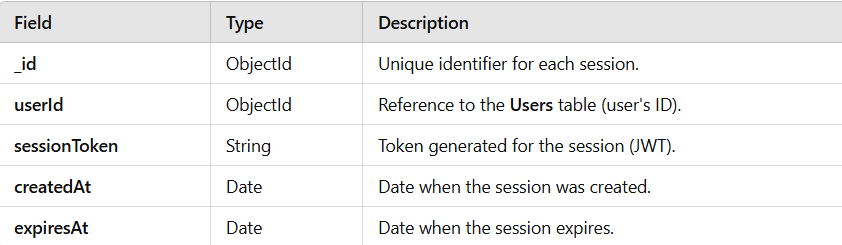 Field Type Description
_id ObjectId Unique identifier for each session.
userId ObjectId Reference to the Users table (user's ID).
sessionToken String Token generated for the session (JWT).
createdAt Date Date when the session was created.
expiresAt Date Date when the session expires.